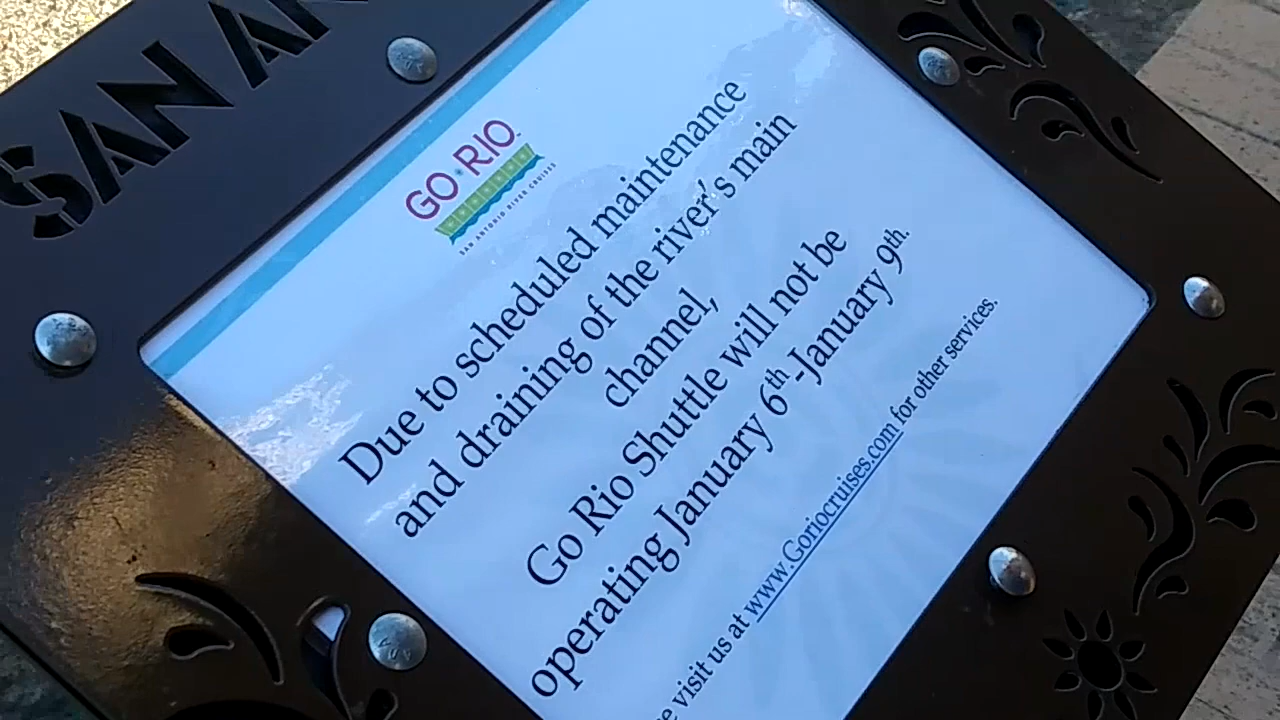 SAN AN
GO RIO
SAN ANTONIO RIVER CRUISES
Due to scheduled maintenance
and draining of the river's main
channel,
Go Rio Shuttle will not be
operating January 6th-January 9th.
e visit us at www.Goriocruises.com for other services.